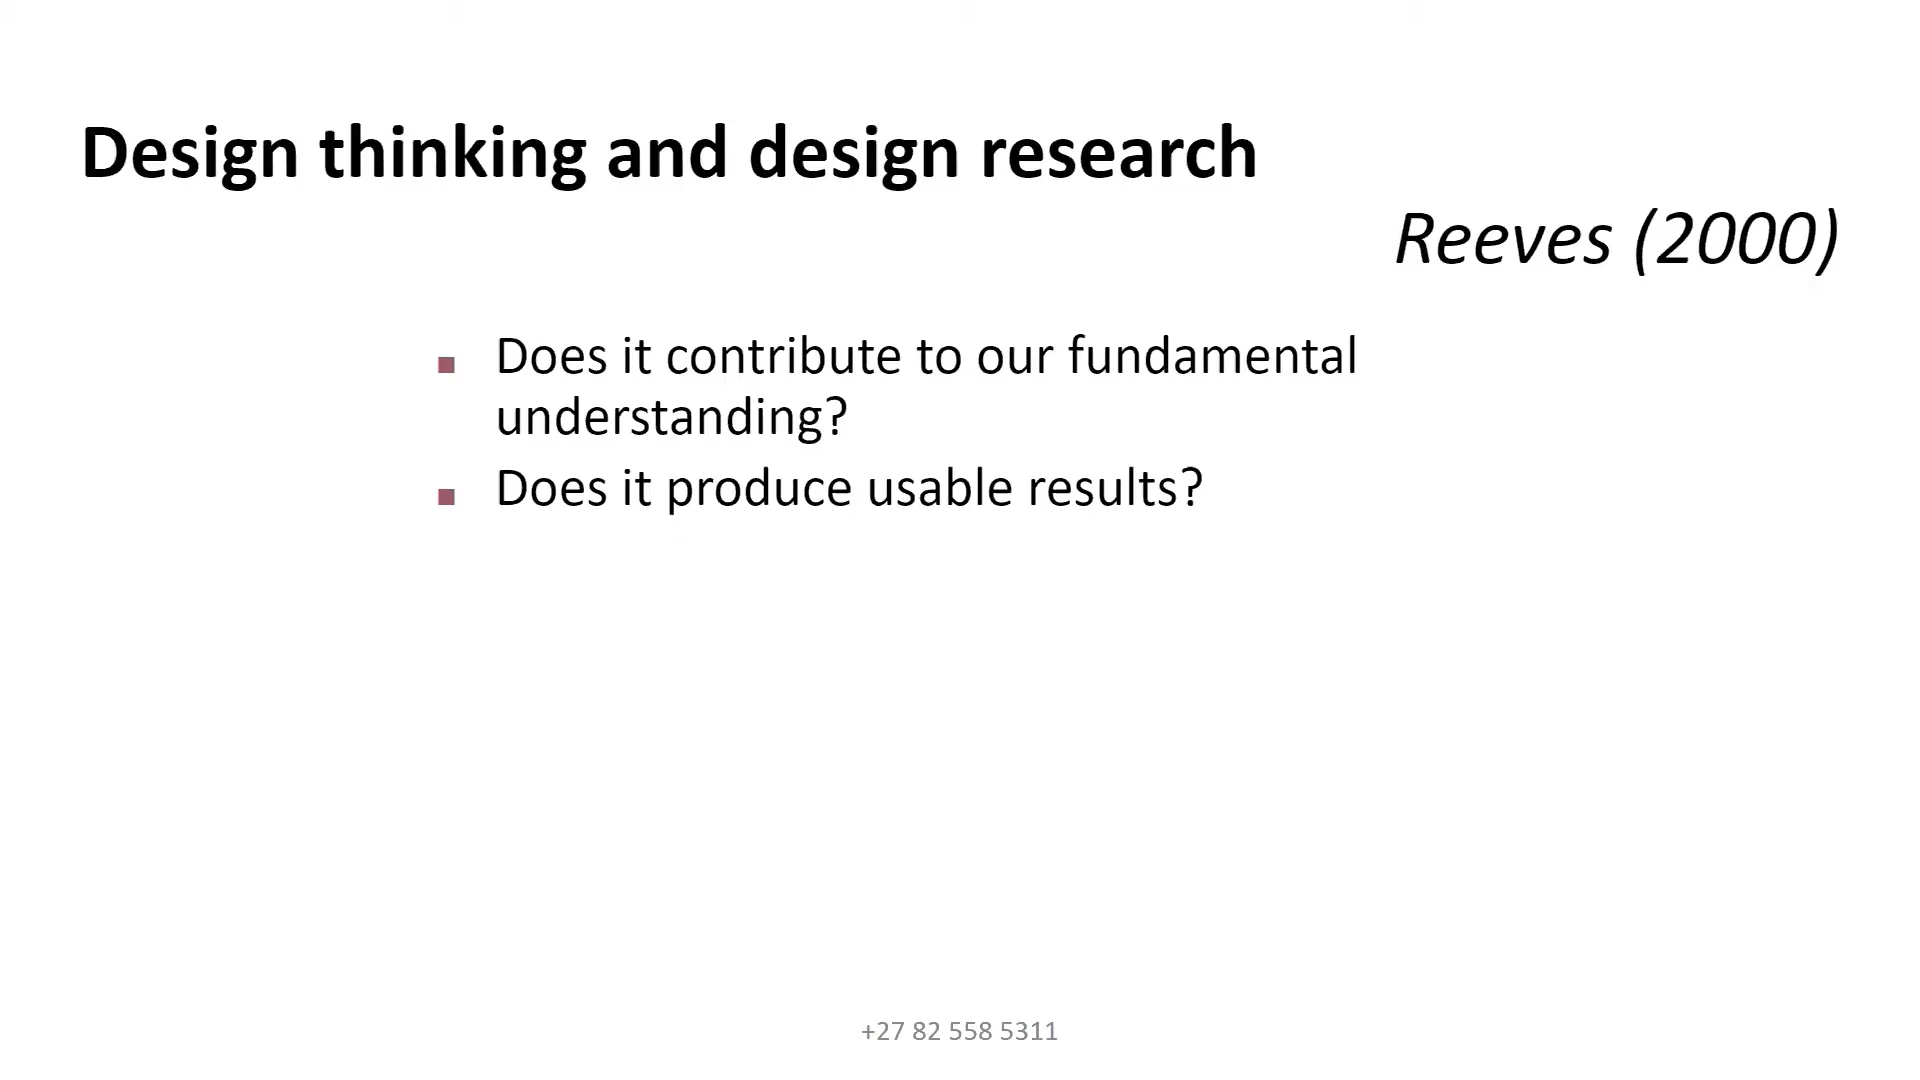 Design thinking and design research
Reeves (2000)
Does it contribute to our fundamental
understanding?
Does it produce usable results?
+27 82 558 5311